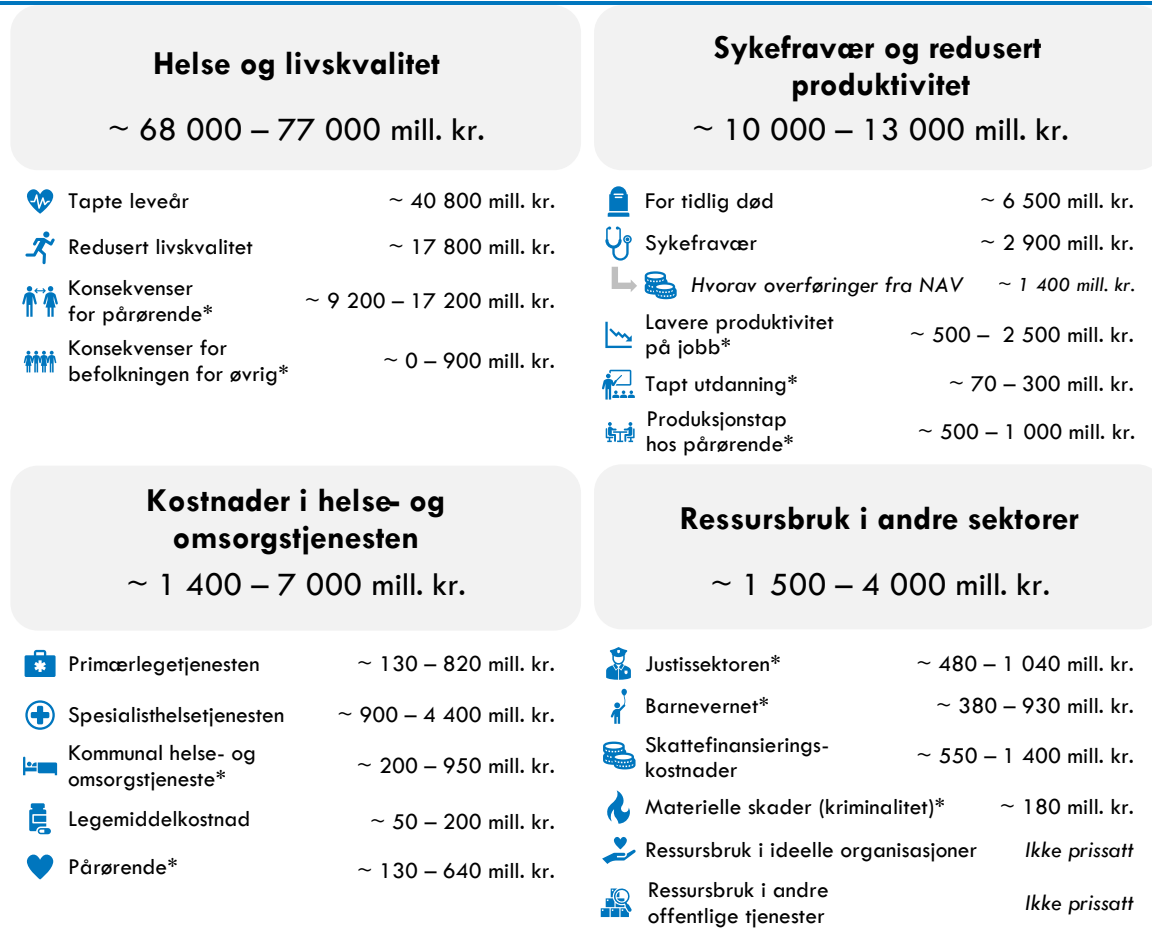 Helse og livskvalitet
~ 68 000 – 77 000 mill. kr.
Tapte leveår ~ 40 800 mill. kr.
Redusert livskvalitet ~ 17 800 mill. kr.
Konsekvenser
for pårørende* ~ 9 200 – 17 200 mill. kr.
Konsekvenser for
befolkningen for øvrig* ~ 0 – 900 mill. kr.
Sykefravær og redusert
produktivitet
~ 10 000 – 13 000 mill. kr.
For tidlig død ~ 6 500 mill. kr.
Sykefravær ~ 2 900 mill. kr.
Hvorav overføringer fra NAV ~ 1 400 mill. kr.
Lavere produktivitet
på jobb* ~ 500 – 2 500 mill. kr.
Tapt utdanning* ~ 70 – 300 mill. kr.
Produksjonstap
hos pårørende* ~ 500 – 1 000 mill. kr.
Kostnader i helse- og
omsorgstjenesten
~ 1 400 – 7 000 mill. kr.
Primærlegetjenesten ~ 130 – 820 mill. kr.
Spesialisthelsetjenesten ~ 900 – 4 400 mill. kr.
Kommunal helse- og
omsorgstjeneste* ~ 200 – 950 mill. kr.
Legemiddelkostnad ~ 50 – 200 mill. kr.
Pårørende* ~ 130 – 640 mill. kr.
Ressursbruk i andre sektorer
~ 1 500 – 4 000 mill. kr.
Justissektoren* ~ 480 – 1 040 mill. kr.
Barnevernet* ~ 380 – 930 mill. kr.
Skattefinansierings-
kostnader ~ 550 – 1 400 mill. kr.
Materielle skader (kriminalitet)* ~ 180 mill. kr.
Ressursbruk i ideelle organisasjoner Ikke prissatt
Ressursbruk i andre
offentlige tjenester Ikke prissatt